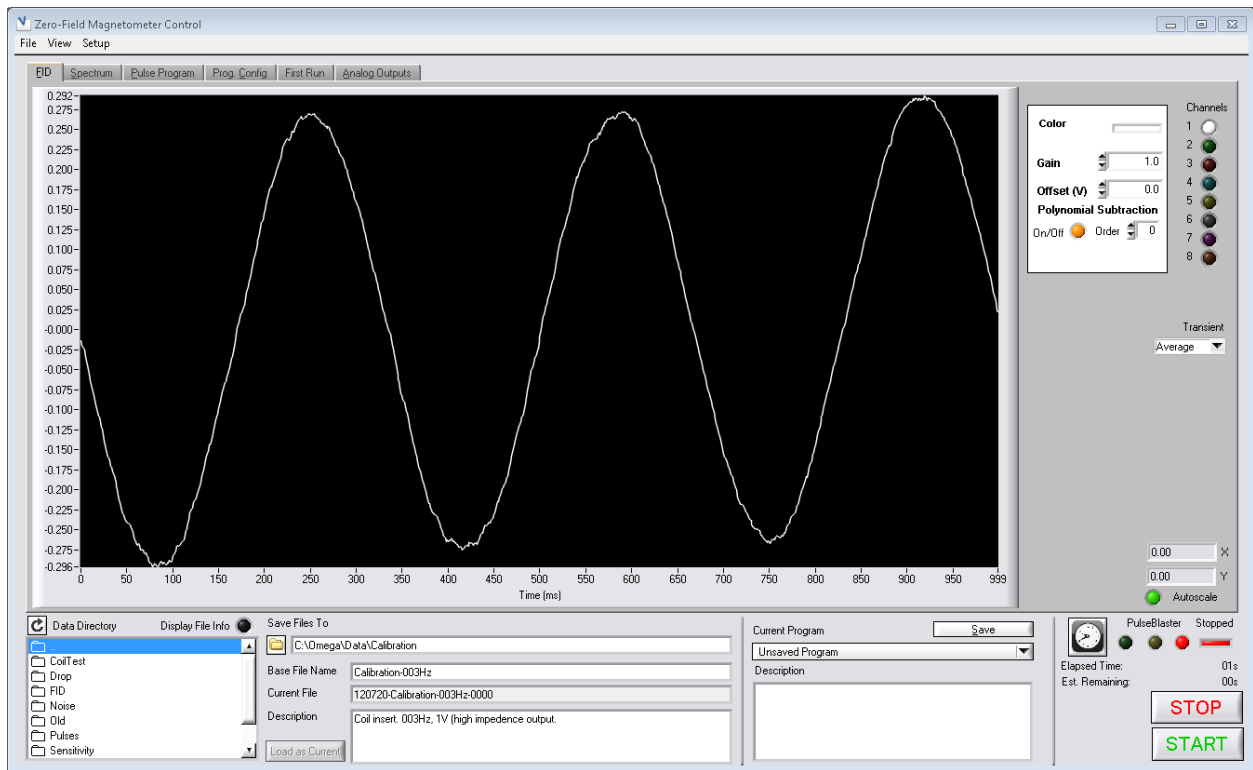 Zero-Field Magnetometer Control
File View Setup
FID Spectrum Pulse Program Prog. Config First Run Analog Outputs
0.292
0.275
0.250
0.225
0.200
0.175
0.150
0.125
0.100
0.075
0.050
0.025
-0.000
-0.025
-0.050
-0.075
-0.100
-0.125
-0.150
-0.175
-0.200
-0.225
-0.250
-0.275
-0.296
0 50 100 150 200 250 300 350 400 450 500 550 600 650 700 750 800 850 900 950 999
Time (ms)
Channels
Color
Gain 1.0
Offset (V) 0.0
Polynomial Subtraction
On/Off Order 0
1
2
3
4
5
6
7
8
Transient
Average
0.00 X
0.00 Y
Autoscale
Data Directory Display File Info
..
CoilTest
Drop
FID
Noise
Old
Pulses
Sensitivity
Save Files To
C:\Omega\Data\Calibration
Base File Name Calibration-003Hz
Current File 120720-Calibration-003Hz-0000
Description Coil insert. 003Hz, 1V (high impedence output.
Load as Current
Current Program Save
Unsaved Program
Description
PulseBlaster Stopped
Elapsed Time: 01s
Est. Remaining: 00s
STOP
START